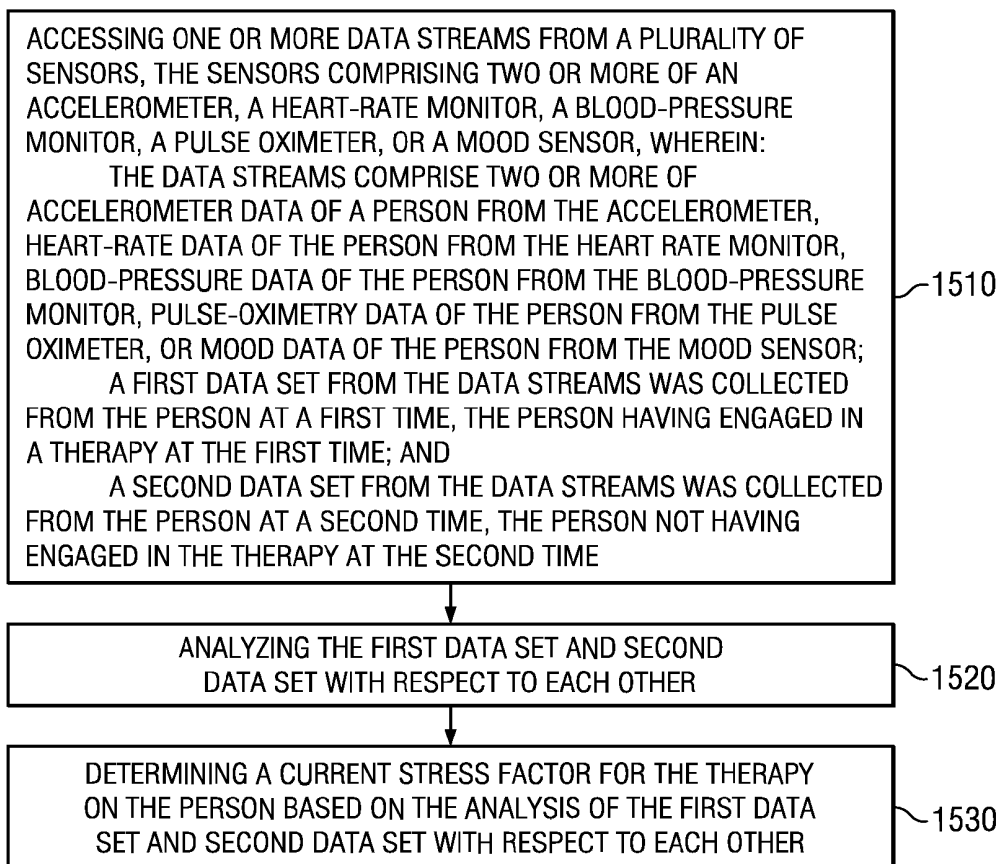 ACCESSING ONE OR MORE DATA STREAMS FROM A PLURALITY OF
SENSORS, THE SENSORS COMPRISING TWO OR MORE OF AN
ACCELEROMETER, A HEART-RATE MONITOR, A BLOOD-PRESSURE
MONITOR, A PULSE OXIMETER, OR A MOOD SENSOR, WHEREIN:
THE DATA STREAMS COMPRISE TWO OR MORE OF
ACCELEROMETER DATA OF A PERSON FROM THE ACCELEROMETER,
HEART-RATE DATA OF THE PERSON FROM THE HEART RATE MONITOR,
BLOOD-PRESSURE DATA OF THE PERSON FROM THE BLOOD-PRESSURE
MONITOR, PULSE-OXIMETRY DATA OF THE PERSON FROM THE PULSE
OXIMETER, OR MOOD DATA OF THE PERSON FROM THE MOOD SENSOR;
A FIRST DATA SET FROM THE DATA STREAMS WAS COLLECTED
FROM THE PERSON AT A FIRST TIME, THE PERSON HAVING ENGAGED IN
A THERAPY AT THE FIRST TIME; AND
A SECOND DATA SET FROM THE DATA STREAMS WAS COLLECTED
FROM THE PERSON AT A SECOND TIME, THE PERSON NOT HAVING
ENGAGED IN THE THERAPY AT THE SECOND TIME
1510
ANALYZING THE FIRST DATA SET AND SECOND
DATA SET WITH RESPECT TO EACH OTHER
1520
DETERMINING A CURRENT STRESS FACTOR FOR THE THERAPY
ON THE PERSON BASED ON THE ANALYSIS OF THE FIRST DATA
SET AND SECOND DATA SET WITH RESPECT TO EACH OTHER
1530